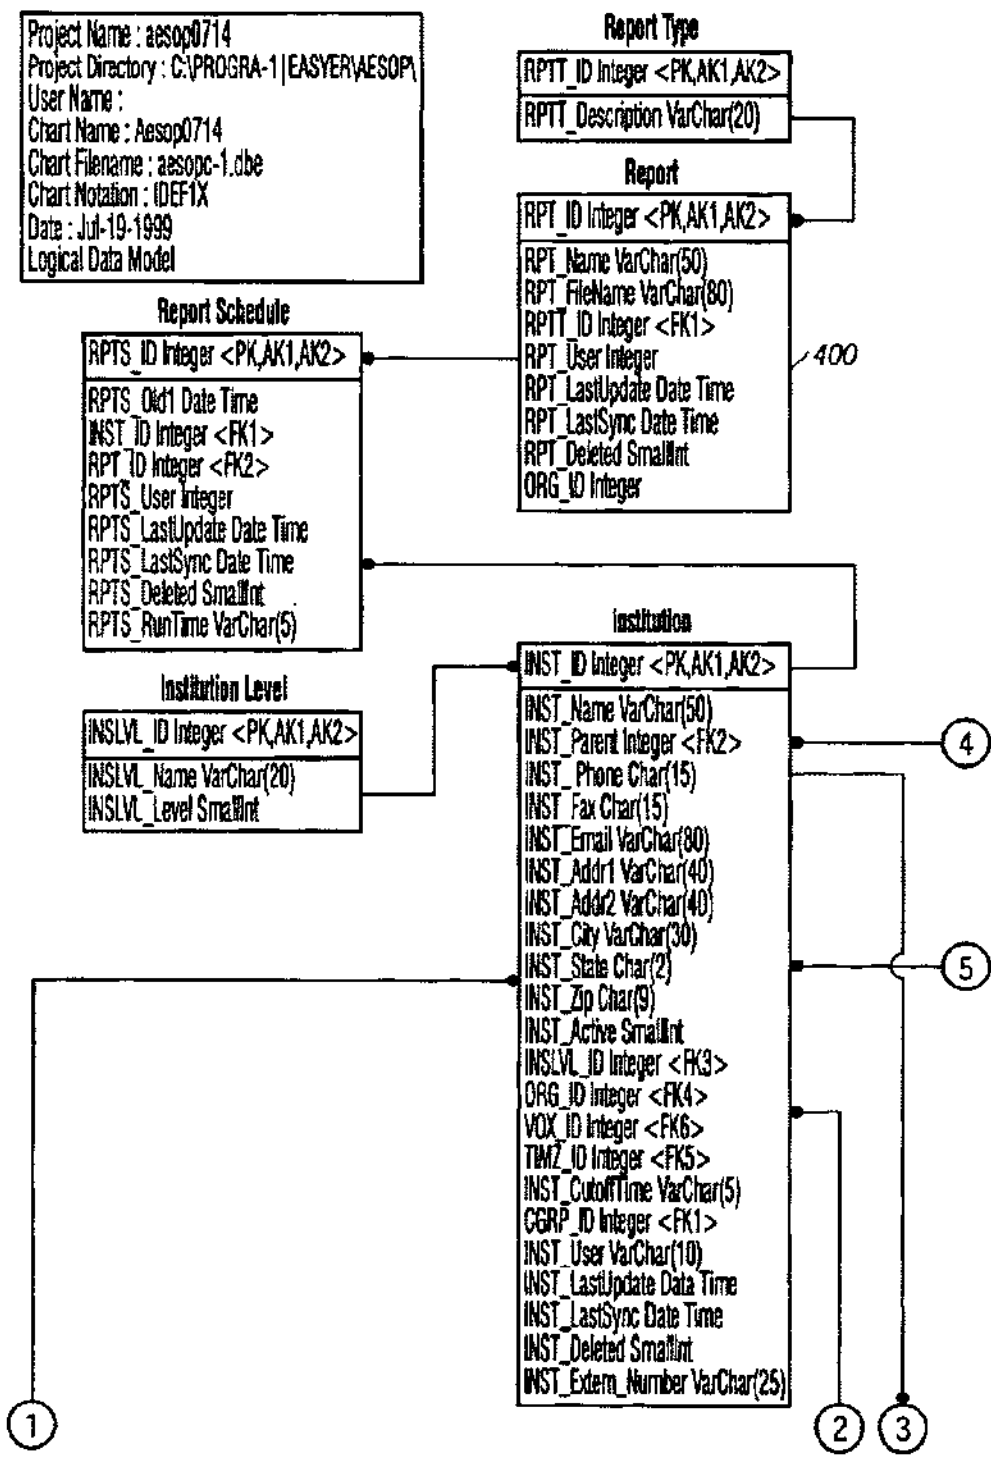 Project Name : aesop0714
Project Directory : C:\PROGRA-1|EASYER\AESOP\
User Name :
Chart Name : Aesop0714
Chart Filename : aesopc-1.dbe
Chart Notation : IDEF1X
Date : Jul-19-1999
Logical Data Model
Report Type
RPTT_ID Integer <PK,AK1,AK2>
RPTT_Description VarChar(20)
Report
RPT_ID Integer <PK,AK1,AK2>
RPT_Name VarChar(50)
RPT_FileName VarChar(80)
RPTT_ID Integer <FK1>
RPT_User Integer
RPT_LastUpdate Date Time
RPT_LastSync Date Time
RPT_Deleted SmallInt
ORG_ID Integer
400
Report Schedule
RPTS_ID Integer <PK,AK1,AK2>
RPTS_Old1 Date Time
INST_ID Integer <FK1>
RPT_ID Integer <FK2>
RPTS_User Integer
RPTS_LastUpdate Date Time
RPTS_LastSync Date Time
RPTS_Deleted SmallInt
RPTS_RunTime VarChar(5)
Institution Level
INSLVL_ID Integer <PK,AK1,AK2>
INSLVL_Name VarChar(20)
INSLVL_Level SmallInt
Institution
INST_ID Integer <PK,AK1,AK2>
INST_Name VarChar(50)
INST_Parent Integer <FK2>
INST_ Phone Char(15)
INST_Fax Char(15)
INST_Email VarChar(80)
INST_Addr1 VarChar(40)
INST_Addr2 VarChar(40)
INST_City VarChar(30)
INST_State Char(2)
INST_Zip Char(9)
INST_Active SmallInt
INSLVL_ID Integer <FK3>
ORG_ID Integer <FK4>
VOX_ID Integer <FK6>
TIMZ_ID Integer <FK5>
INST_CutoffTime VarChar(5)
CGRP_ID Integer <FK1>
INST_User VarChar(10)
INST_LastUpdate Data Time
INST_LastSync Date Time
INST_Deleted SmallInt
INST_Extern_Number VarChar(25)
4
5
1
2
3